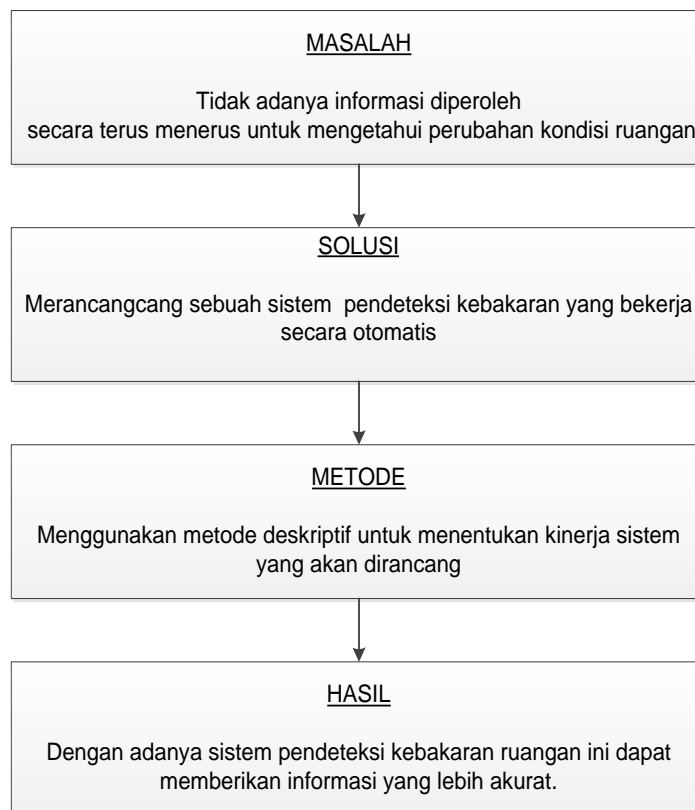 MASALAH
Tidak adanya informasi diperoleh
secara terus menerus untuk mengetahui perubahan kondisi ruangan
SOLUSI
Merancangcang sebuah sistem pendeteksi kebakaran yang bekerja
secara otomatis
METODE
Menggunakan metode deskriptif untuk menentukan kinerja sistem
yang akan dirancang
HASIL
Dengan adanya sistem pendeteksi kebakaran ruangan ini dapat
memberikan informasi yang lebih akurat.